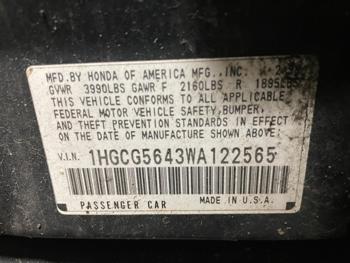 MFD.BY HONDA OF AMERICA MFG., INC.
GVWR 3990LBS GAWR F 2160LBS R 1895LBS
THIS VEHICLE CONFORMS TO ALL APPLICABLE
FEDERAL MOTOR VEHICLE SAFETY, BUMPER,
AND THEFT PREVENTION STANDARDS IN EFFECT
ON THE DATE OF MANUFACTURE SHOWN ABOVE.
V.I.N. 1HGCG5643WA122565
PASSENGER CAR MADE IN U.S.A.